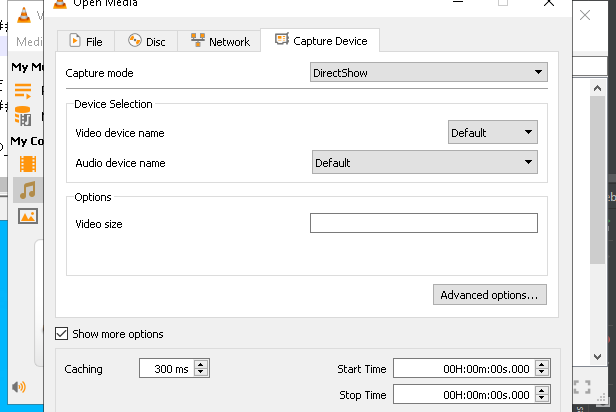 Open Media
Medi
File
Disc
Network
Capture Device
My M
Capture mode
DirectShow
Device Selection
Video device name
Default
My Co
Audio device name
Default
Options
Video size
Advanced options...
Show more options
Caching
300 ms
Start Time
00H:00m:00s.000
Stop Time
00H:00m:00s.000